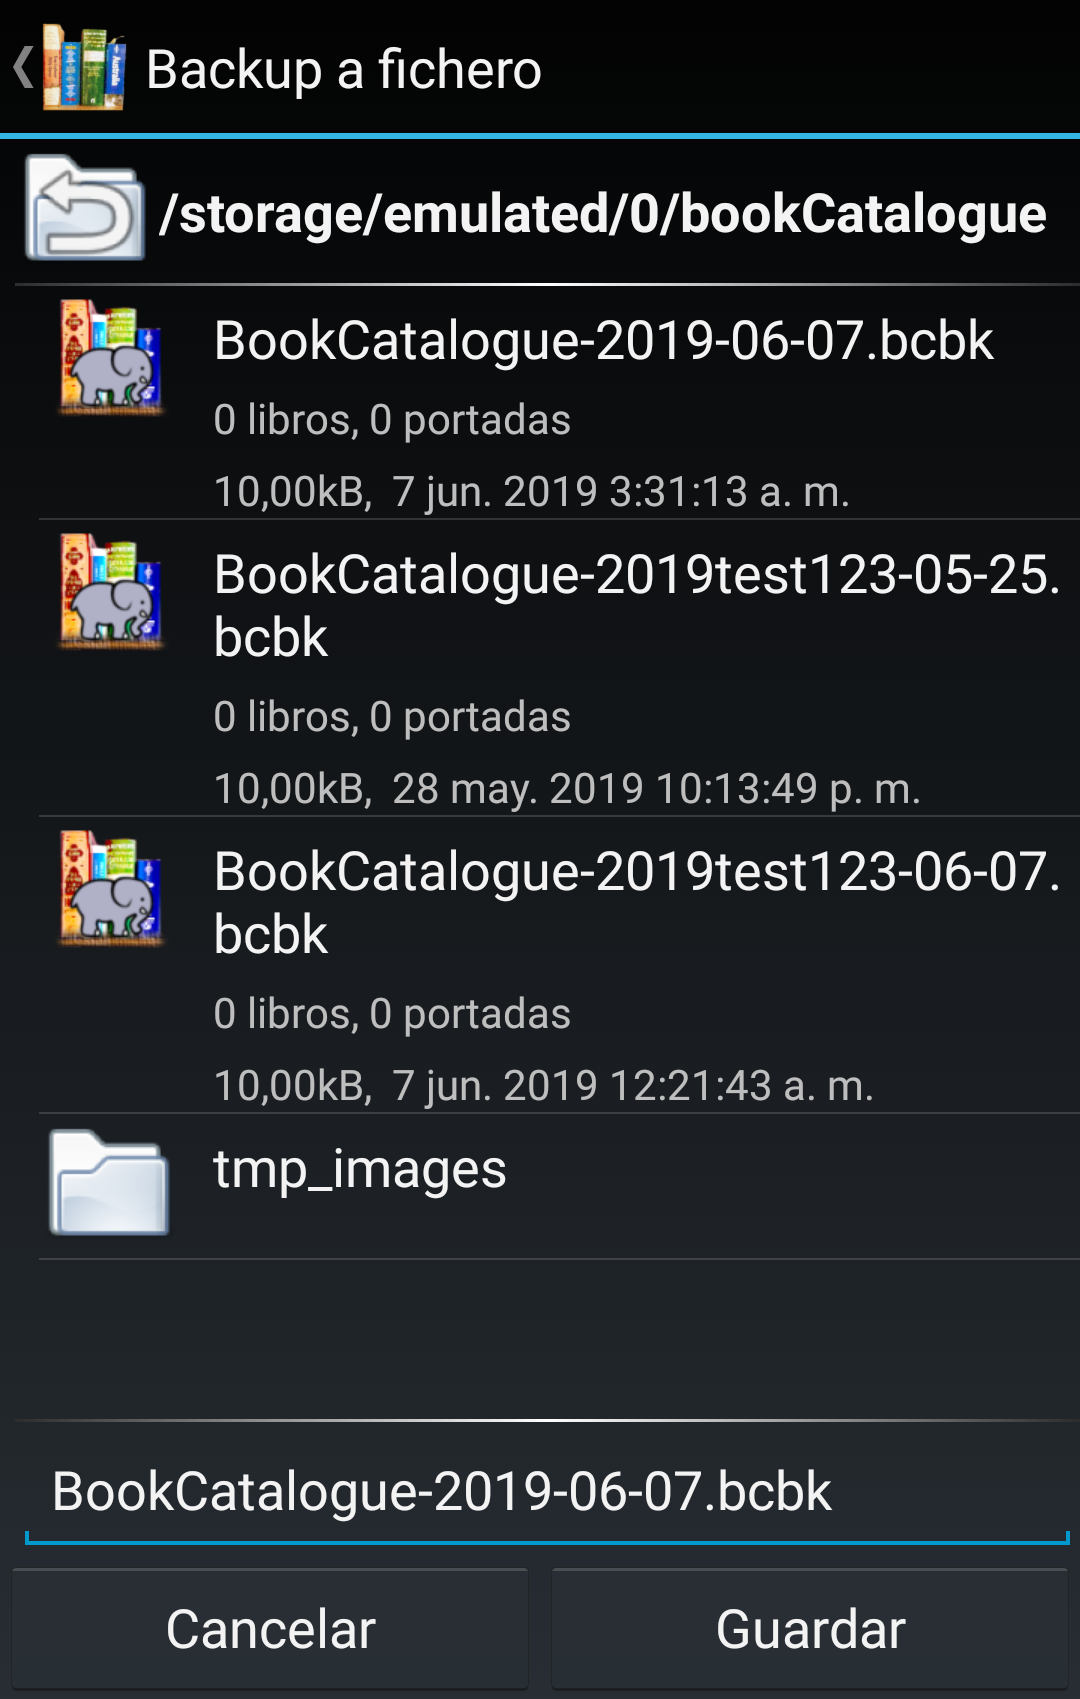 Backup a fichero
/storage/emulated/0/bookCatalogue
BookCatalogue-2019-06-07.bcbk
0 libros, 0 portadas
10,00kB, 7 jun. 2019 3:31:13 a. m.
BookCatalogue-2019test123-05-25.
bcbk
0 libros, 0 portadas
10,00kB, 28 may. 2019 10:13:49 p. m.
BookCatalogue-2019test123-06-07.
bcbk
0 libros, 0 portadas
10,00kB, 7 jun. 2019 12:21:43 a. m.
tmp_images
BookCatalogue-2019-06-07.bcbk
Cancelar
Guardar